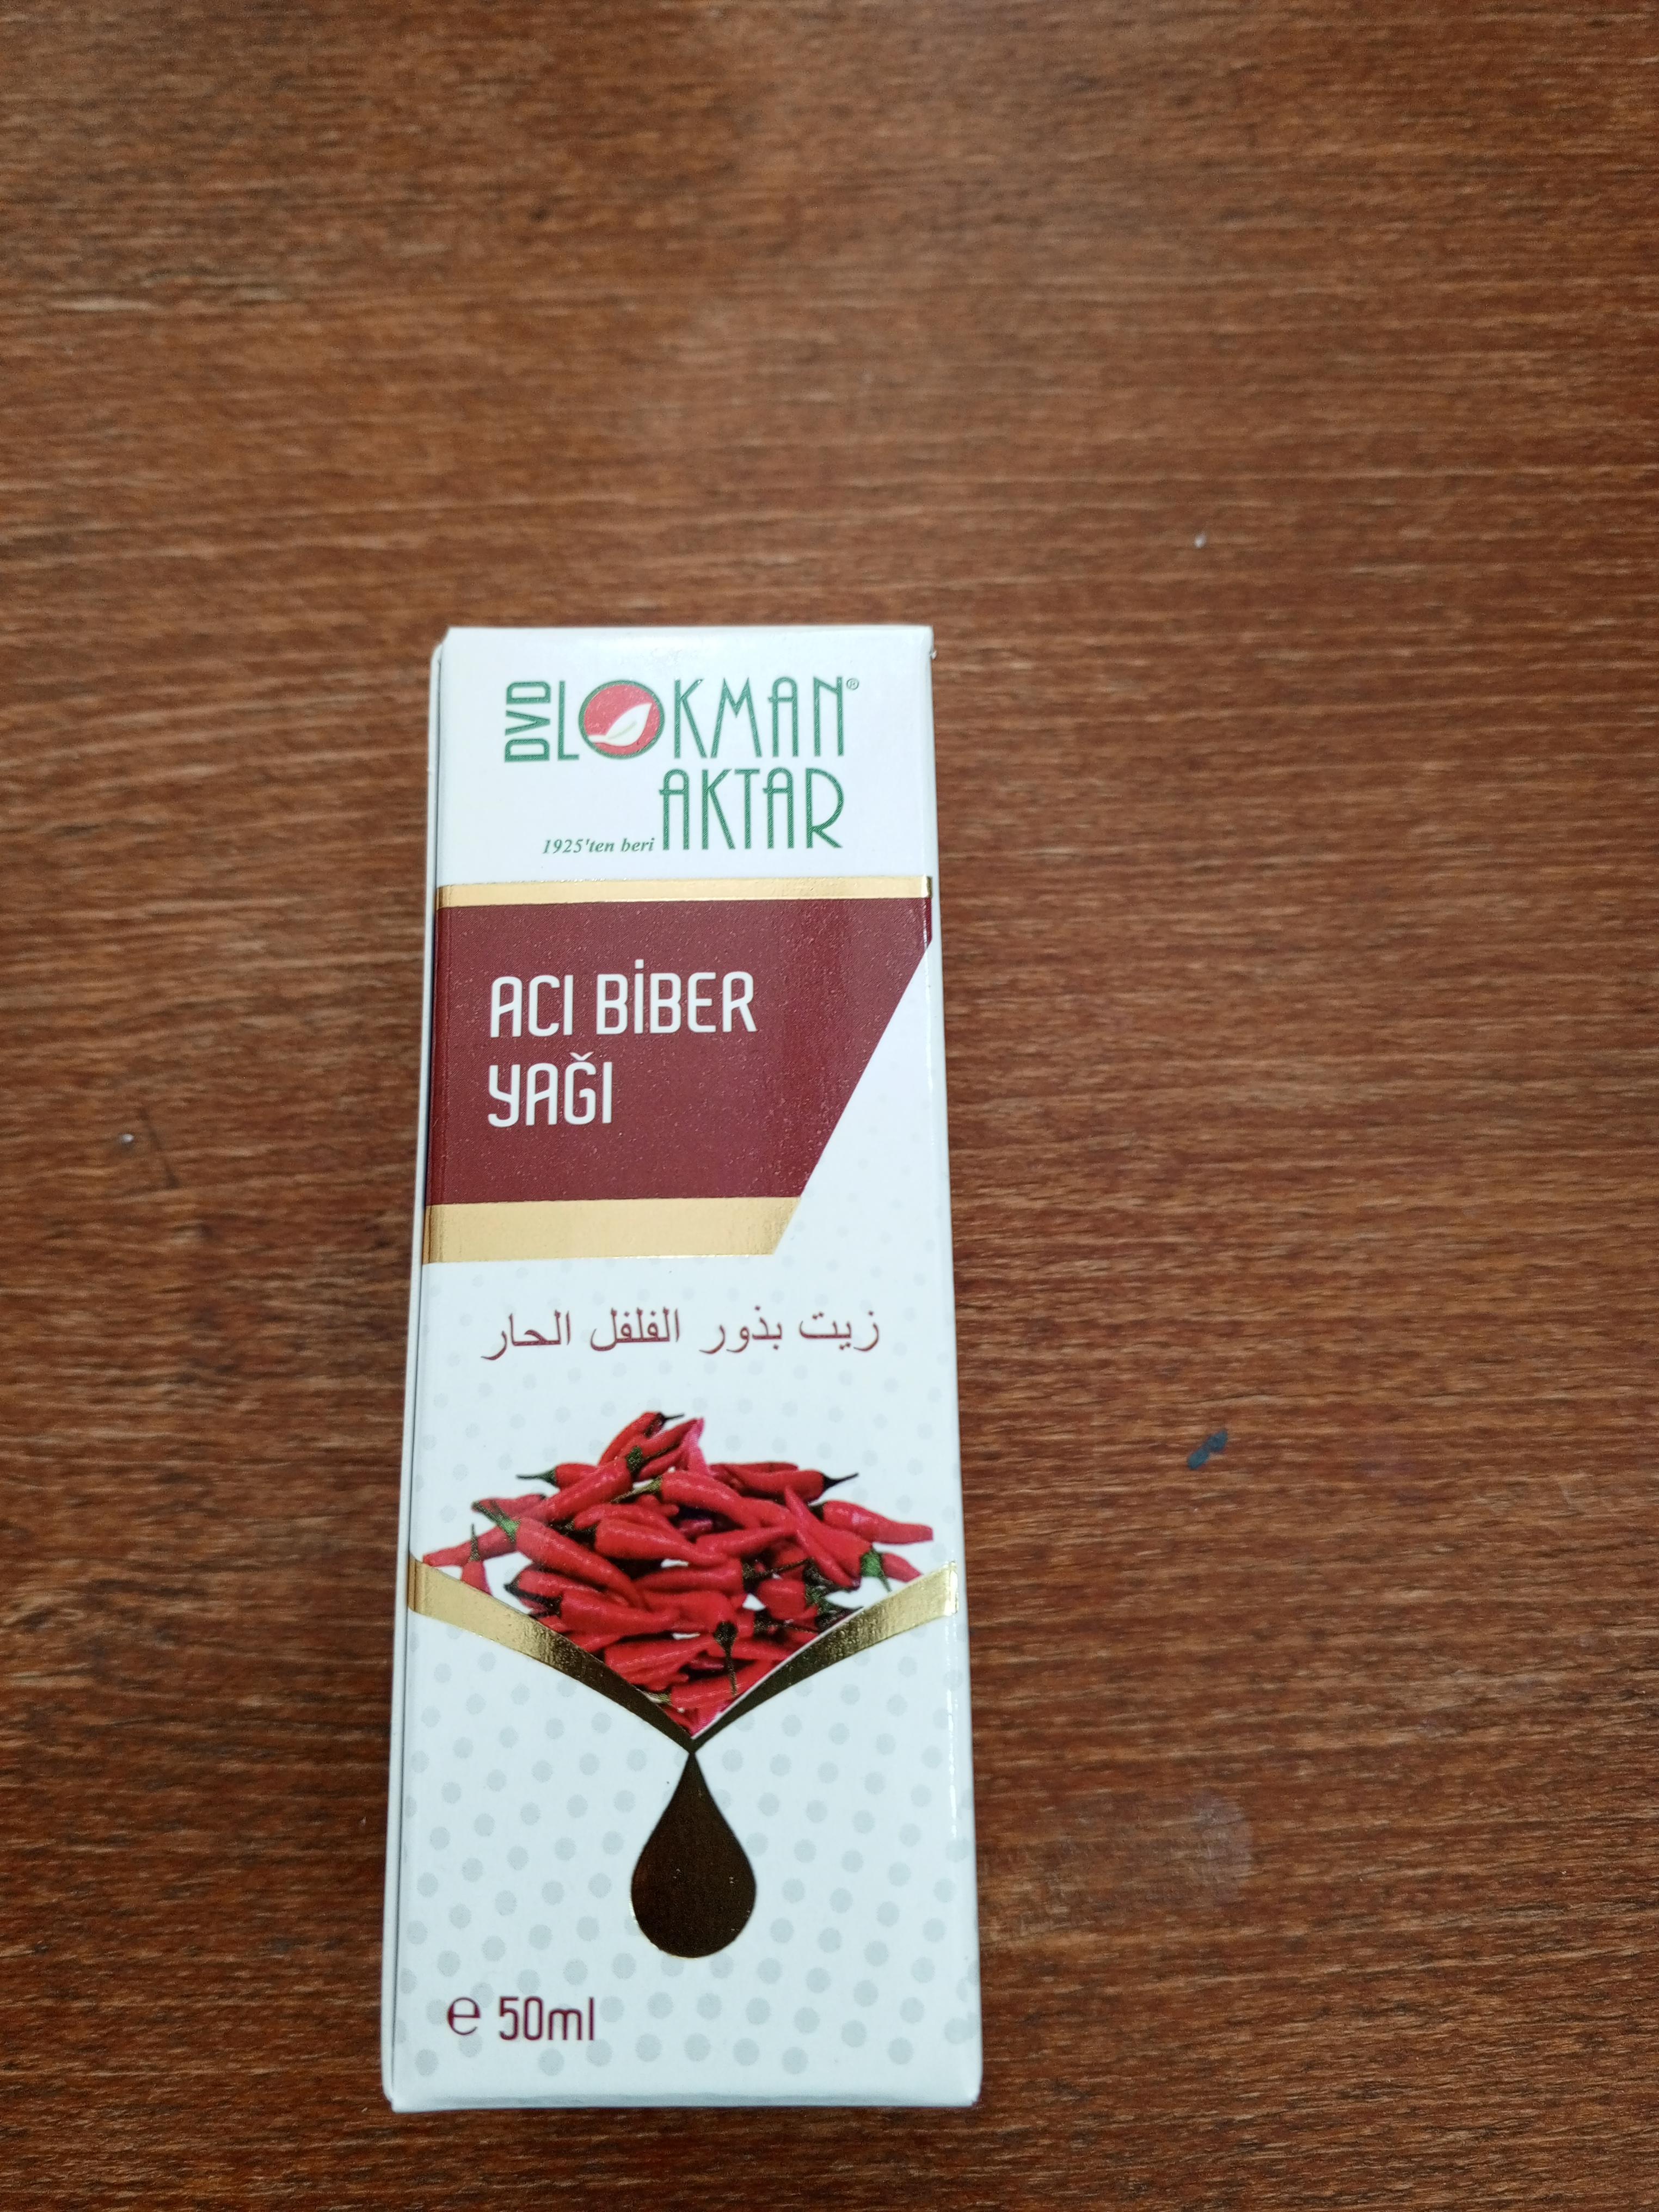 DVD LOKMAN®
AKTAR
1925'ten beri
ACI BİBER
YAĞI
زيت بذور الفلفل الحار
℮ 50ml